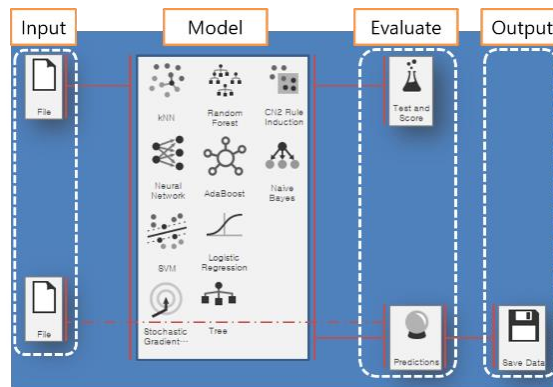 Input
Model
Evaluate
Output
File
kNN
Random
Forest
CN2 Rule
Induction
Test and
Score
Neural
Network
AdaBoost
Naive
Bayes
SVM
Logistic
Regression
File
Stochastic
Gradient...
Tree
Predictions
Save Data